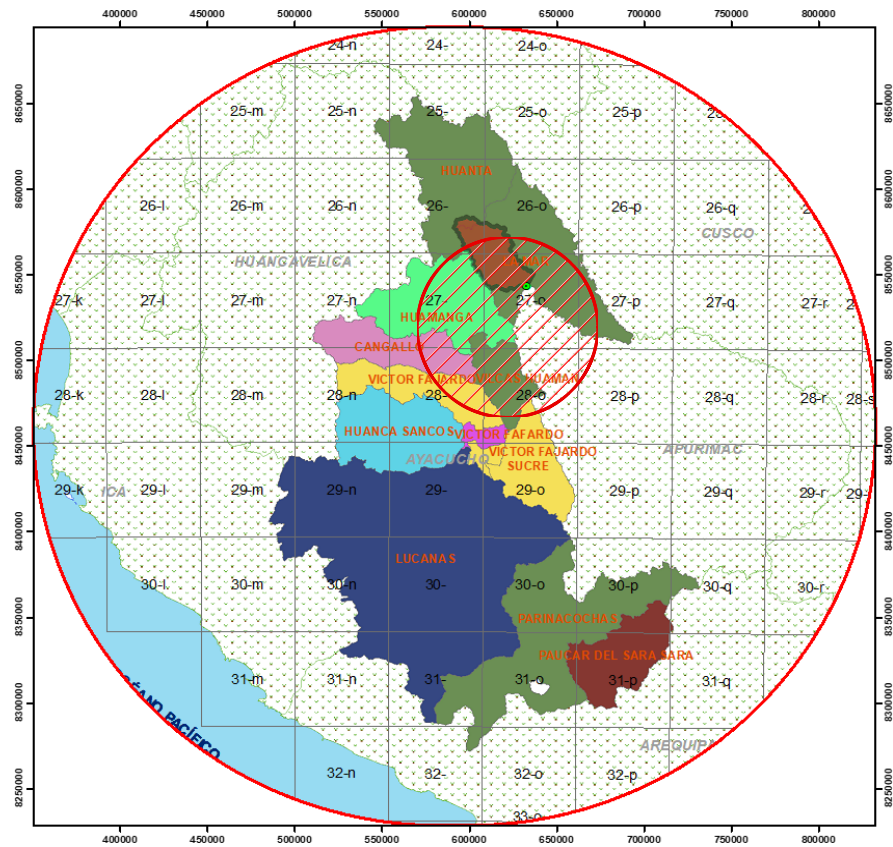 400000 450000 500000 550000 600000 650000 700000 750000 800000
24-n 24- 24-o
25-m 25-n 25- 25-o 25-p
8650000 8650000
HUANTA
8600000 8600000
26-l 26-m 26-n 26- 26-o 26-p 26-q
CUSCO
HUANCAVELICA
8550000 8550000
27-k 27-l 27-m 27-n 27- 27-o 27-p 27-q 27-r
HUAMANGA
8500000 8500000
CANGALLO
VICTOR FAJARDO VILCAS HUAMAN
28-k 28-l 28-m 28-n 28- 28-o 28-p 28-q 28-r 28-s
HUANCA SANCOS VICTOR FAFARDO
8450000 8450000
VICTOR FAJARDO
SUCRE
AYACUCHO
APURIMAC
29-k 29-l 29-m 29-n 29- 29-o 29-p 29-q 29-r 29-
ICA
8400000 8400000
LUCANAS
30-l 30-m 30-n 30- 30-o 30-p 30-q 30-r
8350000 8350000
PARINACOCHAS
PAUCAR DEL SARA SARA
31-m 31-n 31- 31-o 31-p 31-q
8300000 8300000
PACÍFICO
AREQUIPA
32-n 32- 32-o 32-p
8250000 8250000
33-o
400000 450000 500000 550000 600000 650000 700000 750000 800000